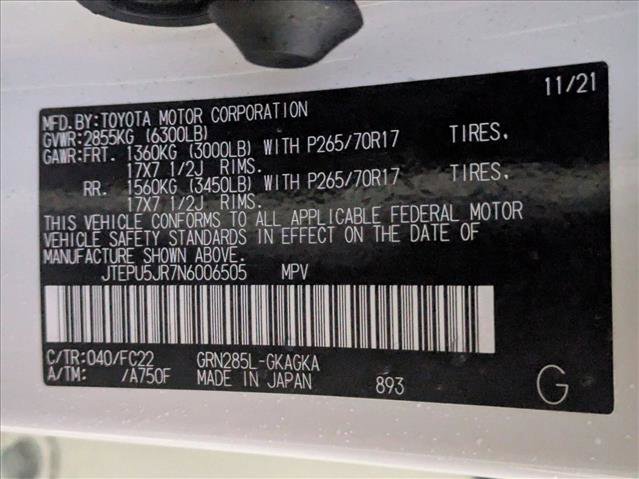 11/21
MFD.BY:TOYOTA MOTOR CORPORATION
GVWR:2855KG (6300LB)
GAWR:FRT. 1360KG (3000LB) WITH P265/70R17 TIRES,
17X7 1/2J RIMS.
RR. 1560KG (3450LB) WITH P265/70R17 TIRES,
17X7 1/2J RIMS.
THIS VEHICLE CONFORMS TO ALL APPLICABLE FEDERAL MOTOR
VEHICLE SAFETY STANDARDS IN EFFECT ON THE DATE OF
MANUFACTURE SHOWN ABOVE.
JTEPU5JR7N6006505 MPV
C/TR:040/FC22 GRN285L-GKAGKA
A/TM: /A750F MADE IN JAPAN 893 G